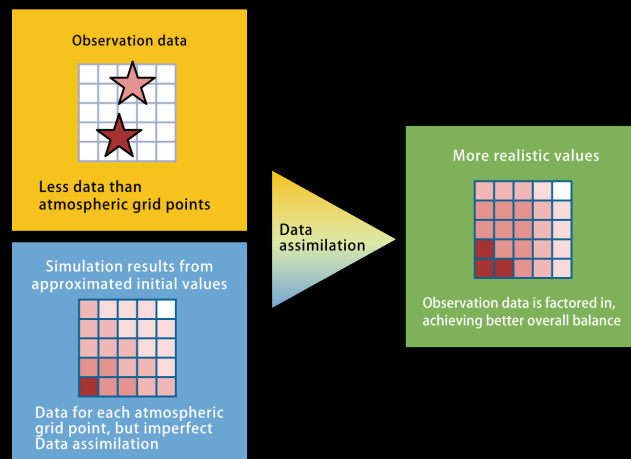 Observation data
Less data than
atmospheric grid points
Simulation results from
approximated initial values
Data for each atmospheric
grid point, but imperfect
Data assimilation
Data
assimilation
More realistic values
Observation data is factored in,
achieving better overall balance